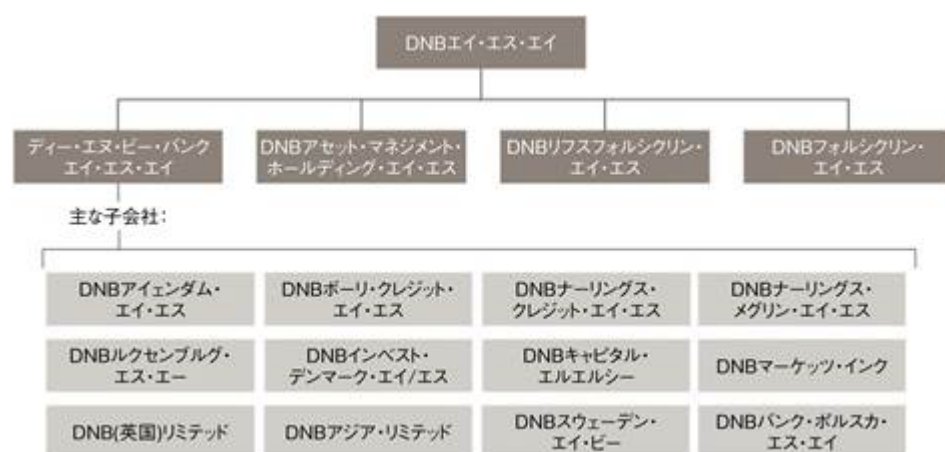 DNBエイ・エス・エイ
ディー・エヌ・ビー・バンク
エイ・エス・エイ
DNBアセット・マネジメント・
ホールディング・エイ・エス
DNBリフスフォルシクリン・
エイ・エス
DNBフォルシクリン・
エイ・エス
主な子会社:
DNBアイェンダム・
エイ・エス
DNBボーリ・クレジット・
エイ・エス
DNBナーリングス・
クレジット・エイ・エス
DNBナーリングス・
メグリン・エイ・エス
DNBルクセンブルグ・
エス・エー
DNBインベスト・
デンマーク・エイ/エス
DNBキャピタル・
エルエルシー
DNBマーケッツ・インク
DNB(英国)リミテッド
DNBアジア・リミテッド
DNBスウェーデン・
エイ・ビー
DNBバンク・ポルスカ・
エス・エイ